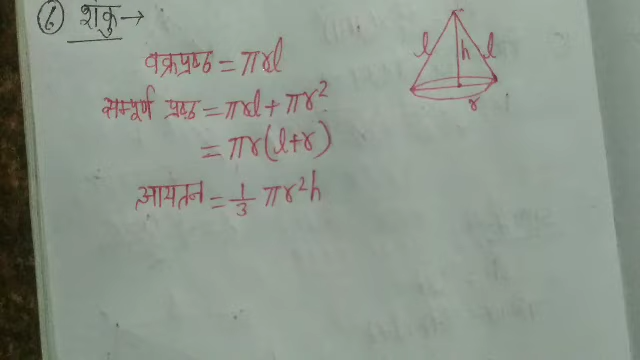 6 शंकु →
वक्रपृष्ठ = πrl
सम्पूर्ण पृष्ठ = πrl + πr²
= πr(l+r)
आयतन = 1/3 πr²h
l h l
r